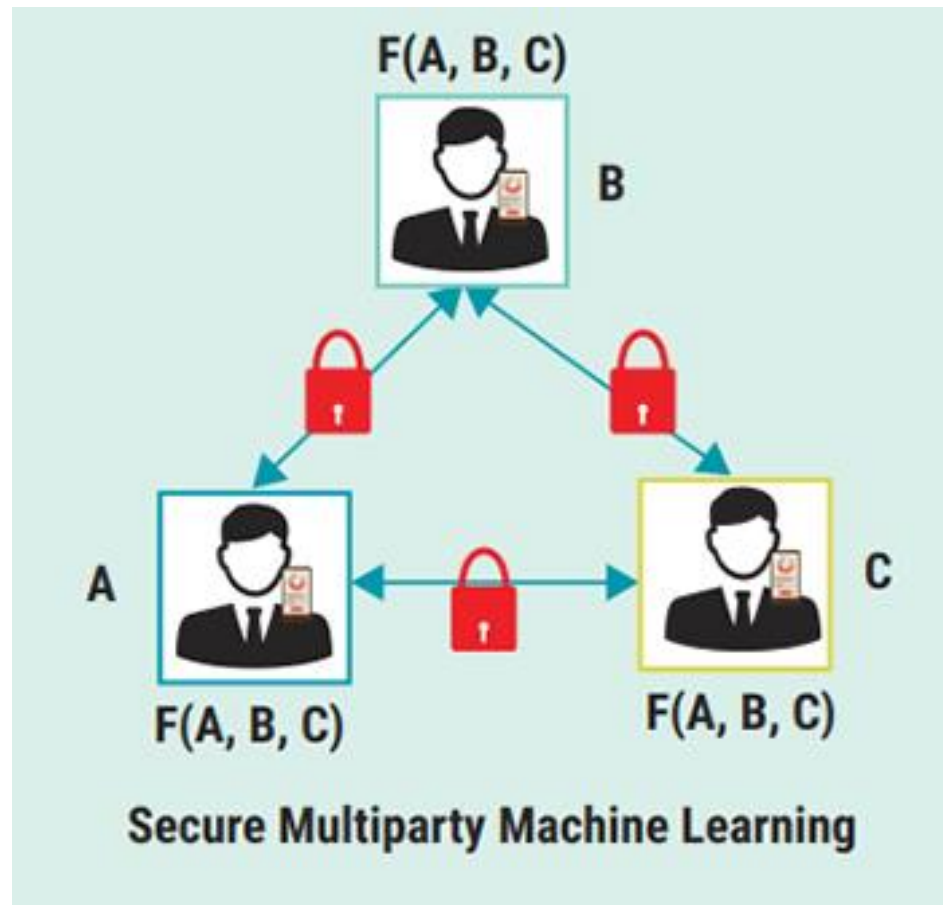 F(A, B, C)
B
A
C
F(A, B, C)
F(A, B, C)
Secure Multiparty Machine Learning